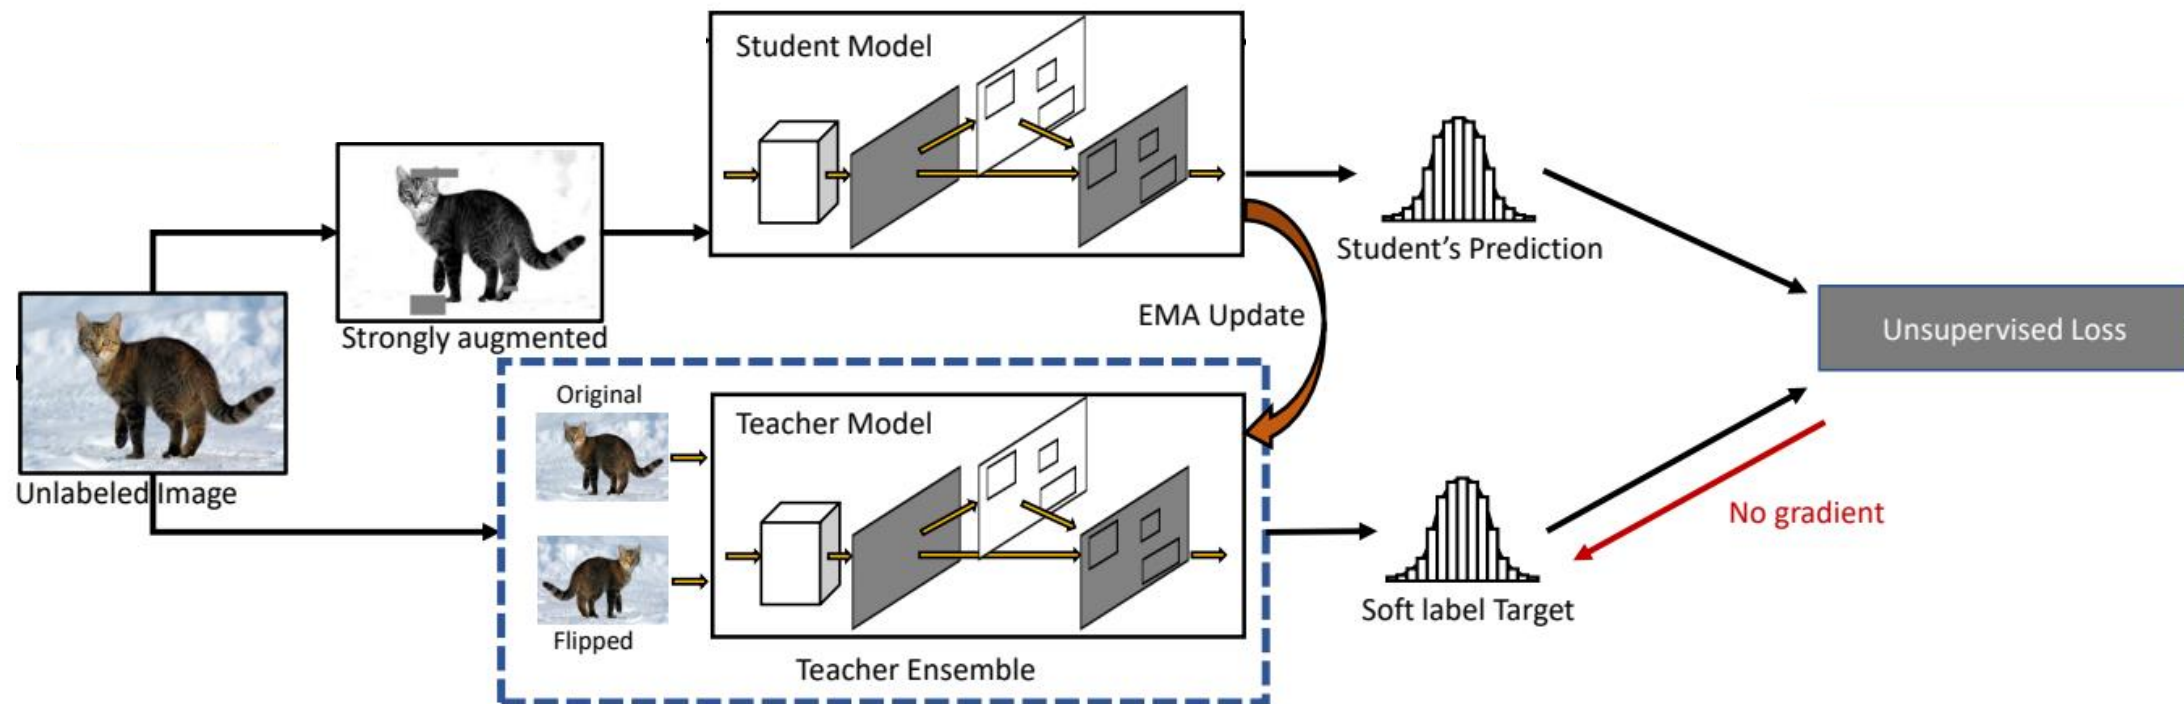 Student Model
Student's Prediction
Strongly augmented
EMA Update
Unsupervised Loss
Unlabeled Image
Original
Teacher Model
No gradient
Soft label Target
Flipped
Teacher Ensemble